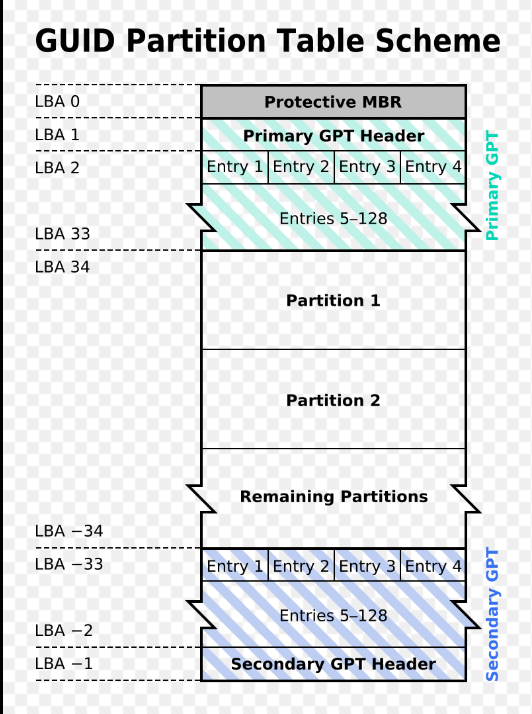 GUID Partition Table Scheme
LBA 0
Protective MBR
LBA 1
Primary GPT Header
LBA 2
Entry 1
Entry 2
Entry 3
Entry 4
Entries 5–128
LBA 33
Primary GPT
LBA 34
Partition 1
Partition 2
Remaining Partitions
LBA −34
LBA −33
Entry 1
Entry 2
Entry 3
Entry 4
Entries 5–128
LBA −2
LBA −1
Secondary GPT Header
Secondary GPT